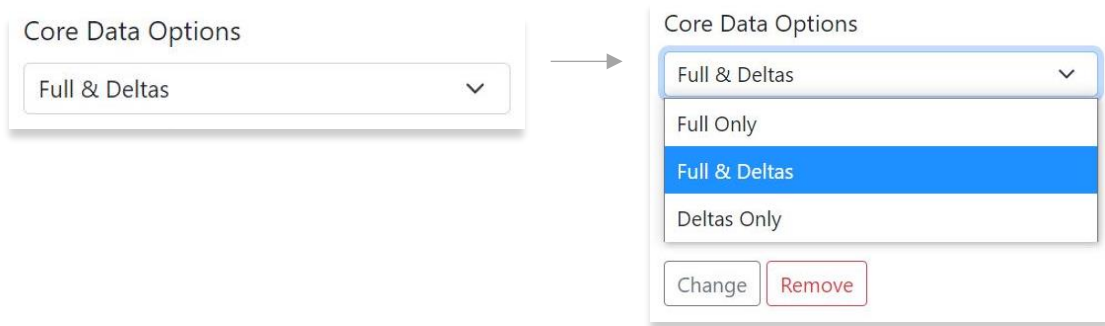 Core Data Options
Full & Deltas
Core Data Options
Full & Deltas
Full Only
Full & Deltas
Deltas Only
Change Remove